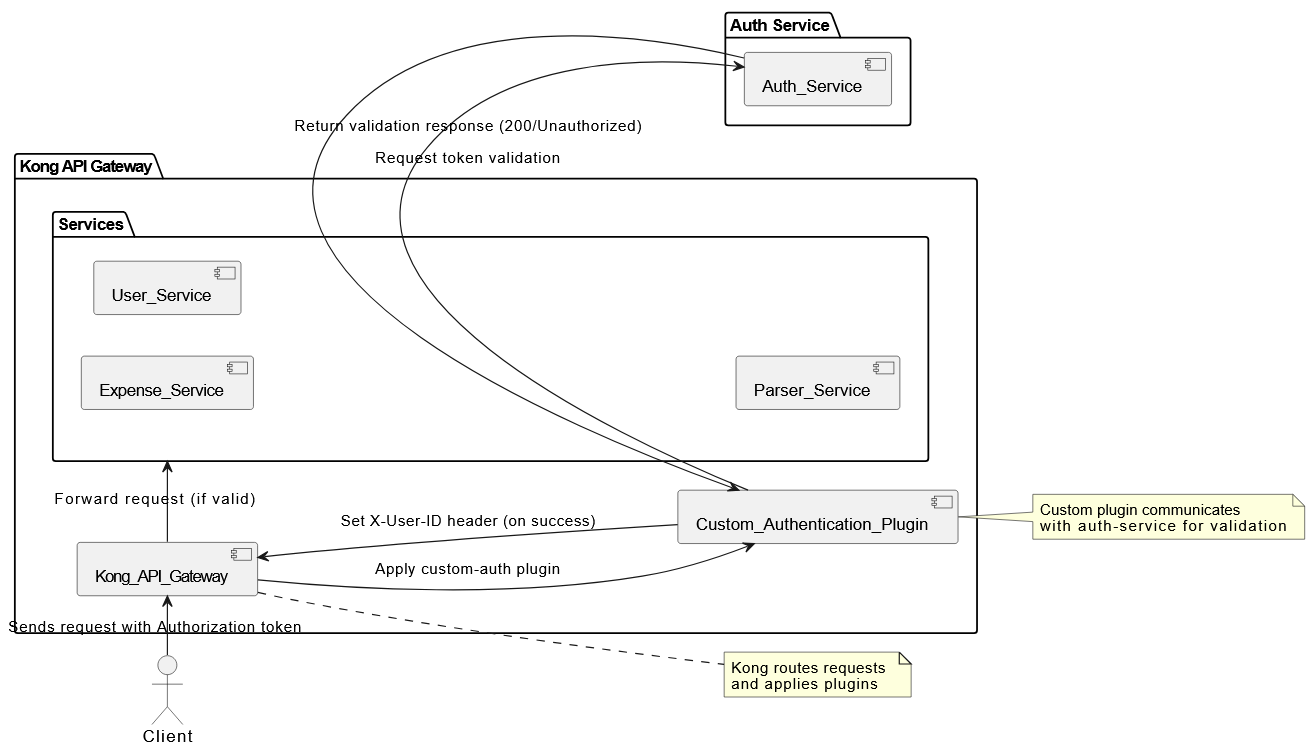 Auth Service
Auth_Service
Return validation response (200/Unauthorized)
Request token validation
Kong API Gateway
Services
User_Service
Expense_Service
Parser_Service
Forward request (if valid)
Set X-User-ID header (on success)
Custom_Authentication_Plugin
Custom plugin communicates
with auth-service for validation
Kong_API_Gateway
Apply custom-auth plugin
Sends request with Authorization token
Kong routes requests
and applies plugins
Client